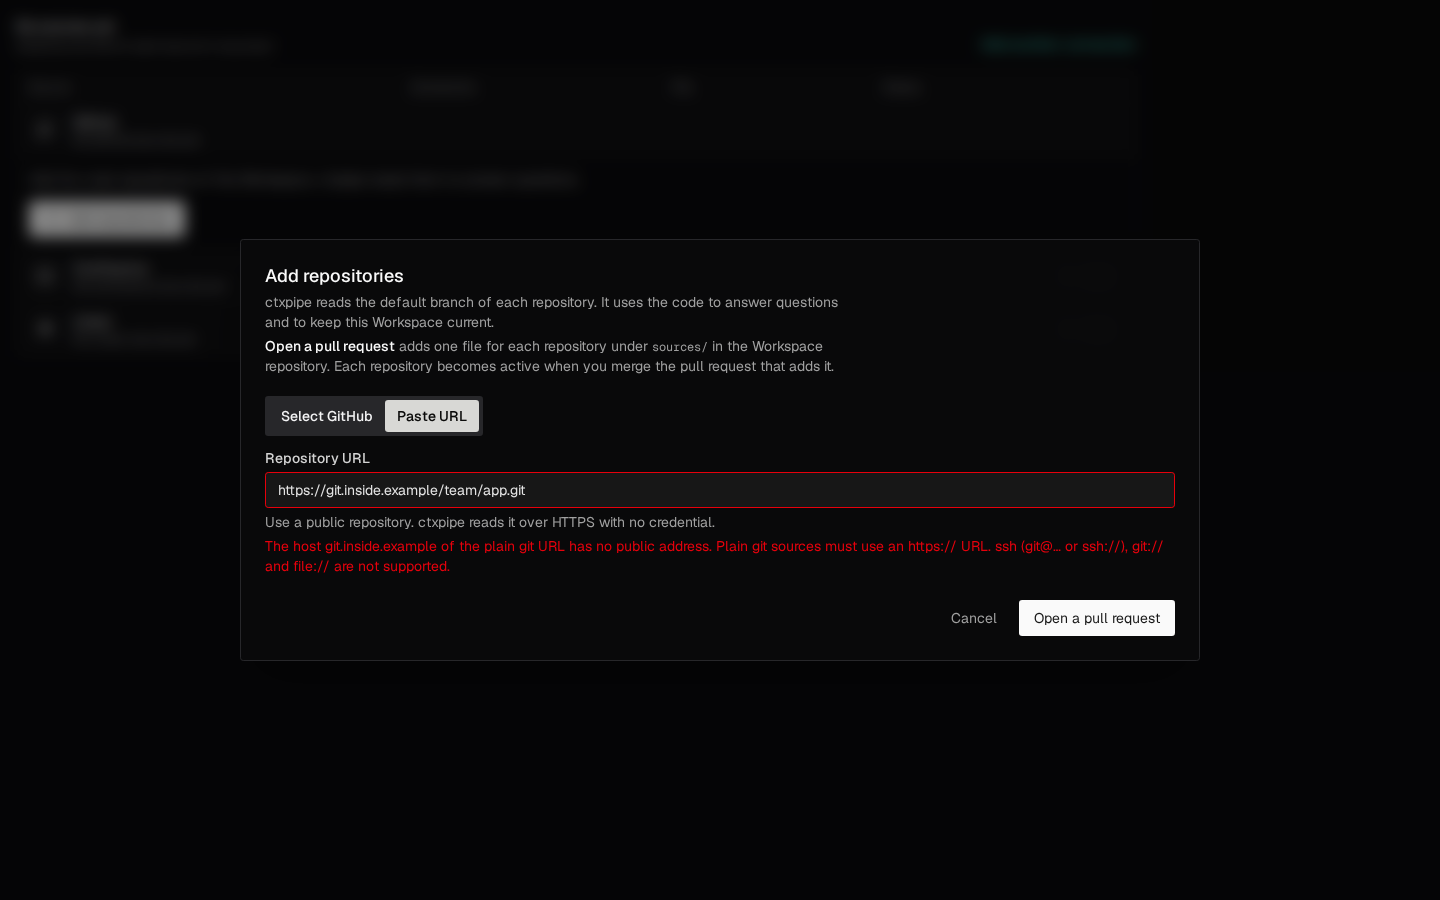 Add repositories
ctxpipe reads the default branch of each repository. It uses the code to answer questions
and to keep this Workspace current.
Open a pull request adds one file for each repository under sources/ in the Workspace
repository. Each repository becomes active when you merge the pull request that adds it.
Select GitHub Paste URL
Repository URL
https://git.inside.example/team/app.git
Use a public repository. ctxpipe reads it over HTTPS with no credential.
The host git.inside.example of the plain git URL has no public address. Plain git sources must use an https:// URL. ssh (git@… or ssh://), git://
and file:// are not supported.
Cancel Open a pull request